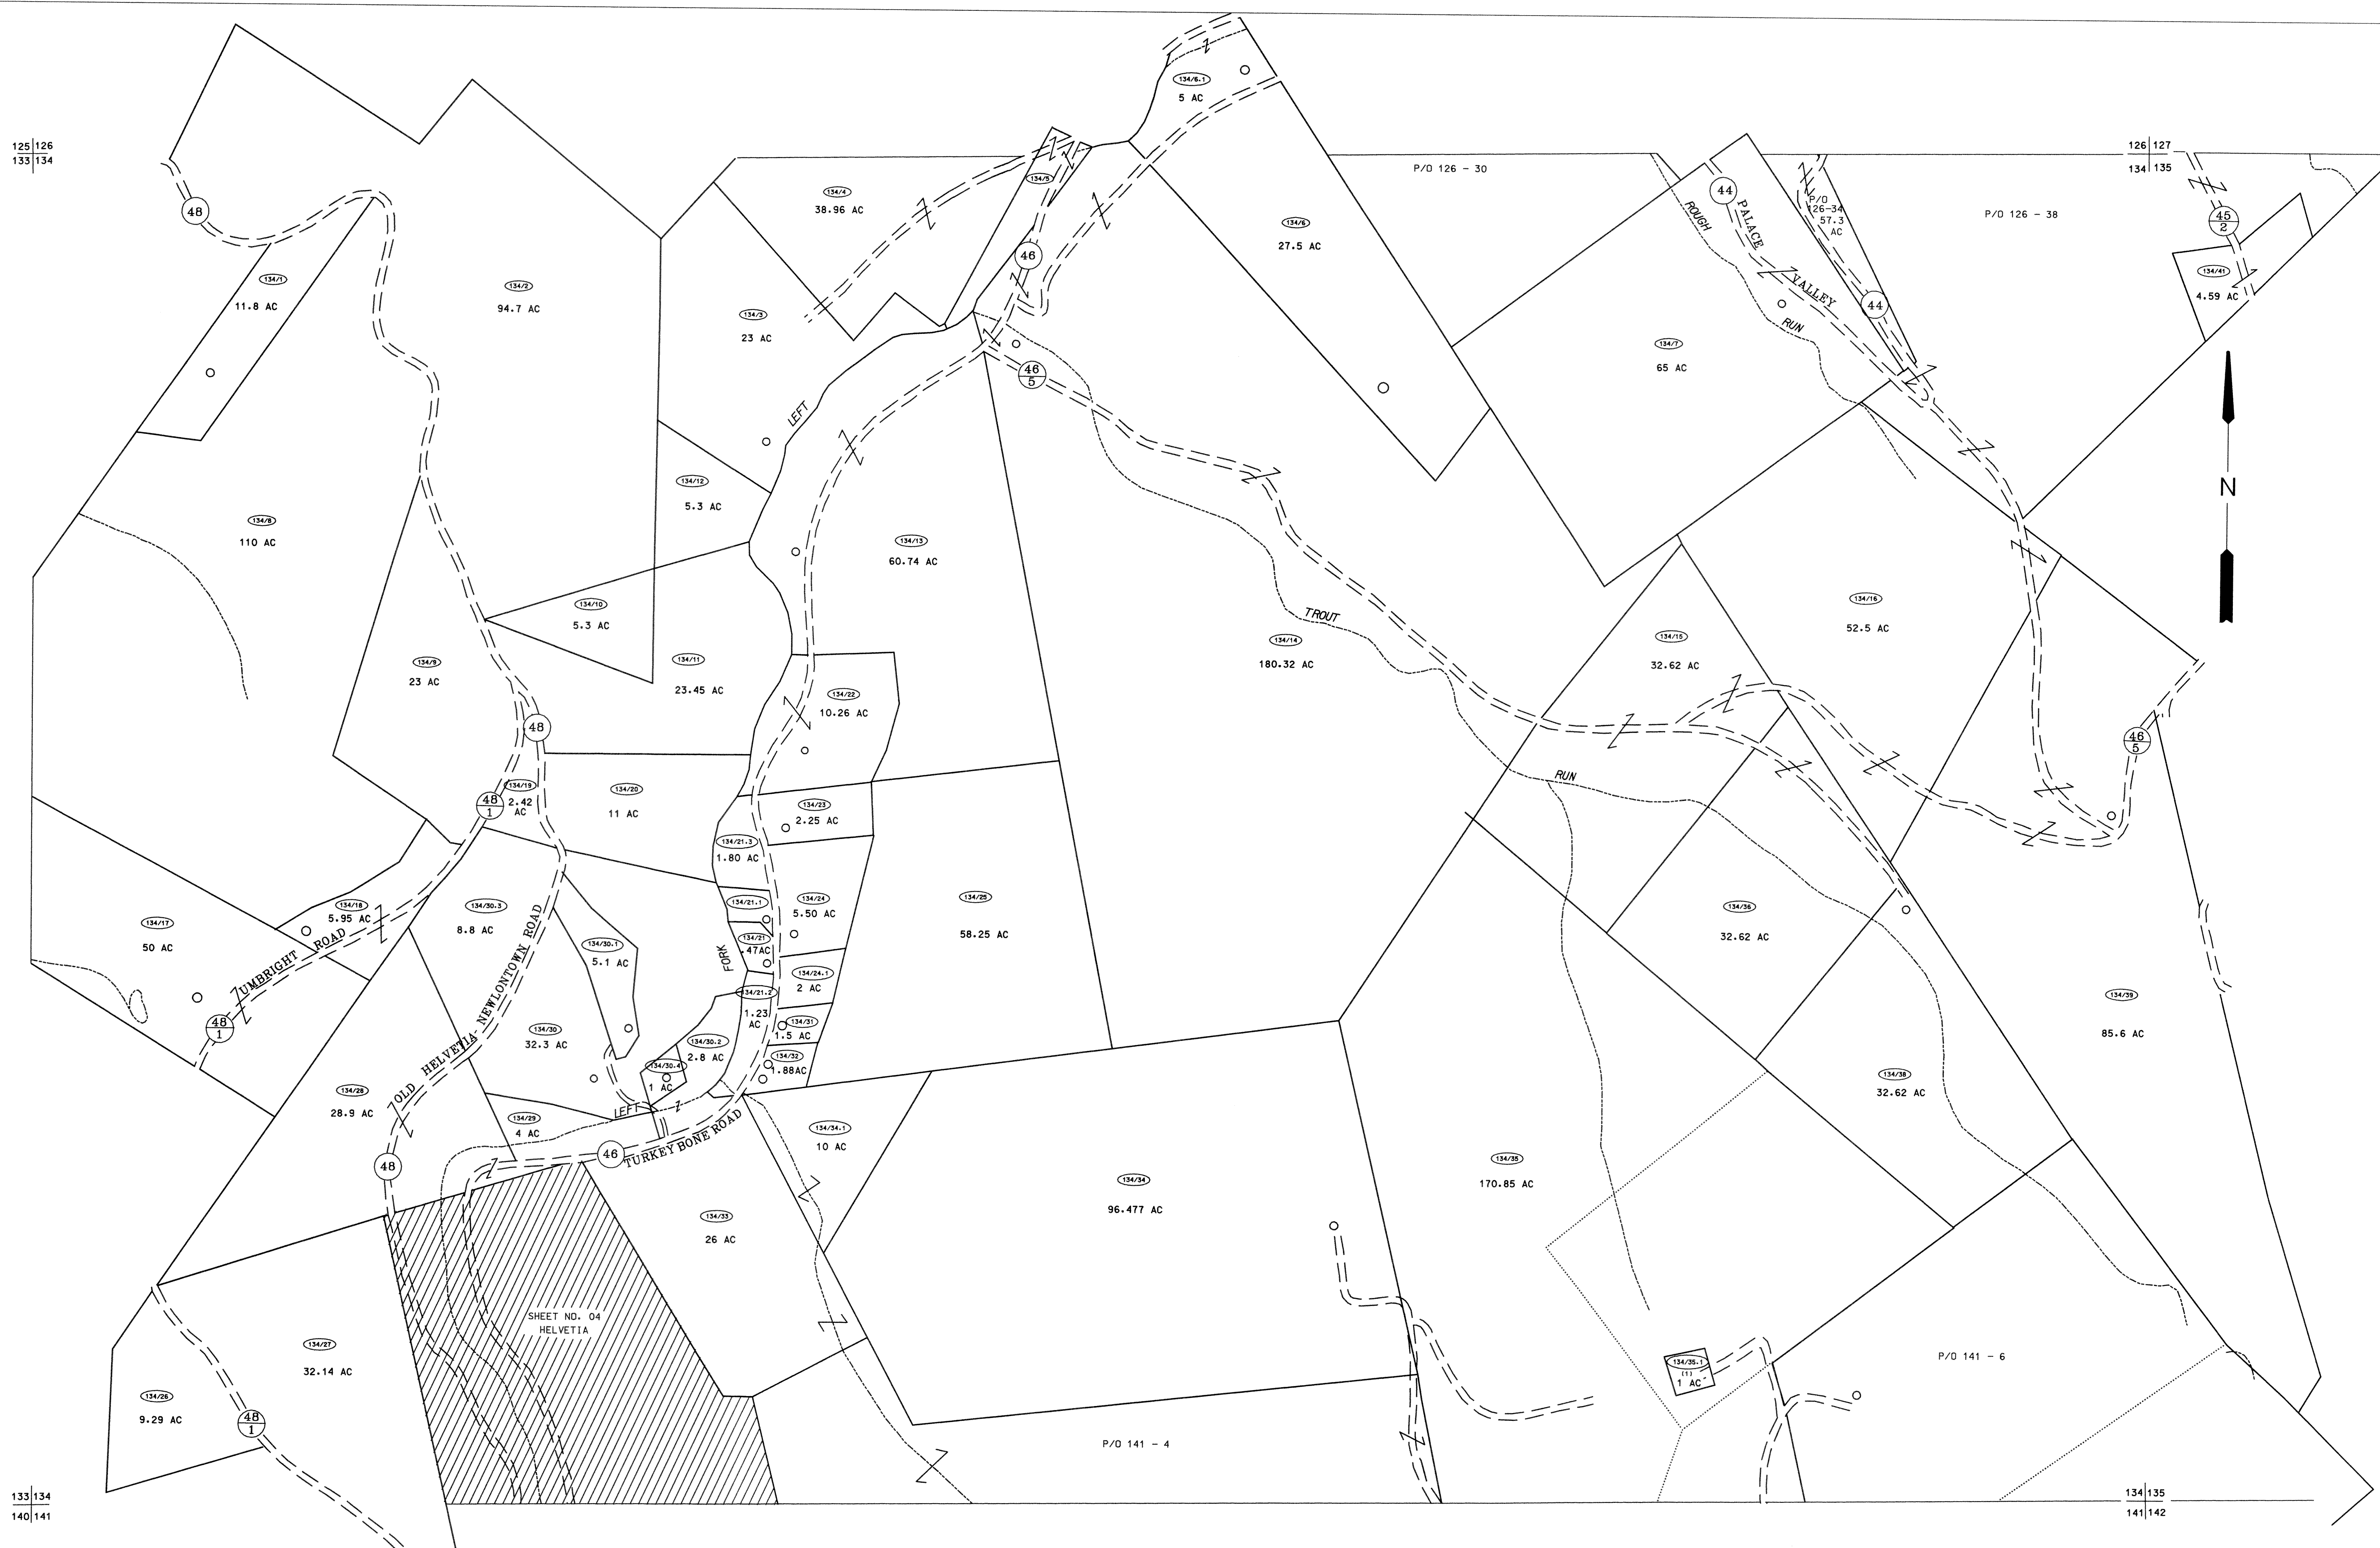 125 126
133 134
126 127
134 135
134/6.1
5 AC
134/5
134/4
38.96 AC
48
P/O 126 - 30
44
PALACE
VALLEY
ROUGH
RUN
P/O
126-34
57.3
AC
P/O 126 - 38
45
2
134/6
27.5 AC
46
134/1
11.8 AC
134/2
94.7 AC
134/3
23 AC
134/41
4.59 AC
44
134/7
65 AC
46
5
LEFT
N
134/12
5.3 AC
134/8
110 AC
134/13
60.74 AC
134/10
5.3 AC
TROUT
134/14
180.32 AC
134/15
32.62 AC
134/16
52.5 AC
134/9
23 AC
134/11
23.45 AC
134/22
10.26 AC
48
46
5
RUN
134/19
2.42
AC
134/20
11 AC
48
1
134/23
2.25 AC
134/21.3
1.80 AC
134/18
5.95 AC
134/30.3
8.8 AC
134/21.1
134/24
5.50 AC
134/25
58.25 AC
134/36
32.62 AC
134/17
50 AC
UMBRIGHT ROAD
134/30.1
5.1 AC
134/21
.47AC
FORK
134/24.1
2 AC
134/21.2
1.23
AC
134/39
85.6 AC
48
1
134/30
32.3 AC
134/31
1.5 AC
134/30.2
2.8 AC
134/32
1.88AC
134/30.4
1 AC
OLD HELVETIA - NEWLONTOWN ROAD
134/28
28.9 AC
134/38
32.62 AC
134/29
4 AC
LEFT
134/34.1
10 AC
46
TURKEY BONE ROAD
48
134/34
96.477 AC
134/35
170.85 AC
134/33
26 AC
SHEET NO. 04
HELVETIA
134/27
32.14 AC
134/35.1
(1)
1 AC
P/O 141 - 6
134/26
9.29 AC
48
1
P/O 141 - 4
133 134
140 141
134 135
141 142